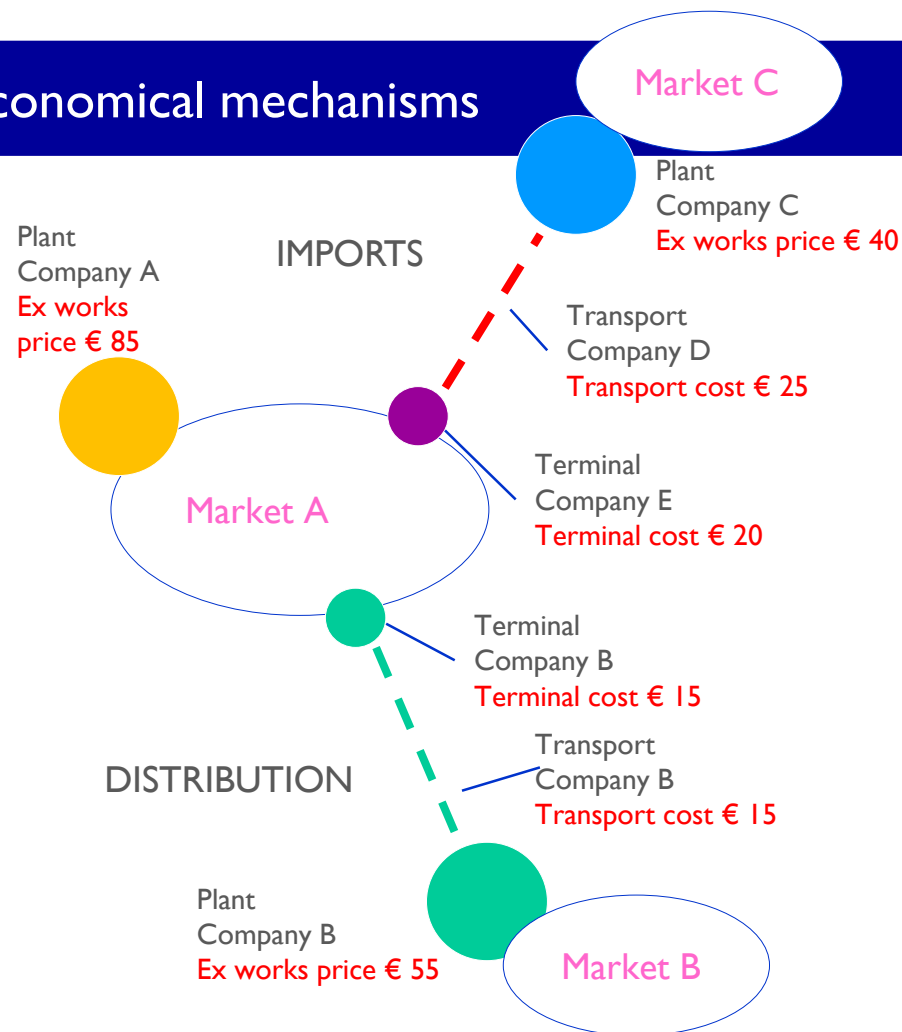 conomical mechanisms
Market C
Plant
Company C
Ex works price € 40
Plant
Company A
Ex works
price € 85
IMPORTS
Transport
Company D
Transport cost € 25
Terminal
Company E
Terminal cost € 20
Market A
Terminal
Company B
Terminal cost € 15
Transport
Company B
Transport cost € 15
DISTRIBUTION
Plant
Company B
Ex works price € 55
Market B